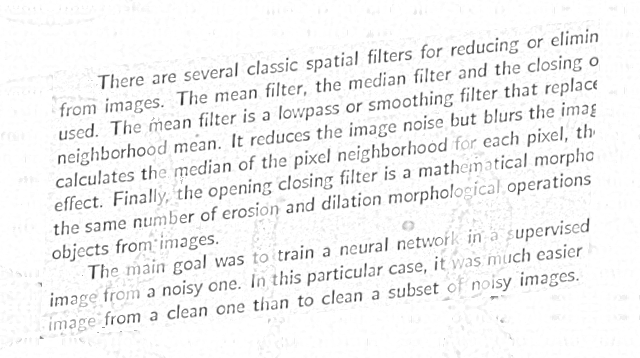 There are several classic spatial filters for reducing or elimin
from images. The mean filter, the median filter and the closing o
used. The mean filter is a lowpass or smoothing filter that replace
neighborhood mean. It reduces the image noise but blurs the imag
calculates the median of the pixel neighborhood for each pixel, th
effect. Finally, the opening closing filter is a mathematical morpho
the same number of erosion and dilation morphological operations
objects from images.
The main goal was to train a neural network in a supervised
image from a noisy one. In this particular case, it was much easier
image from a clean one than to clean a subset of noisy images.